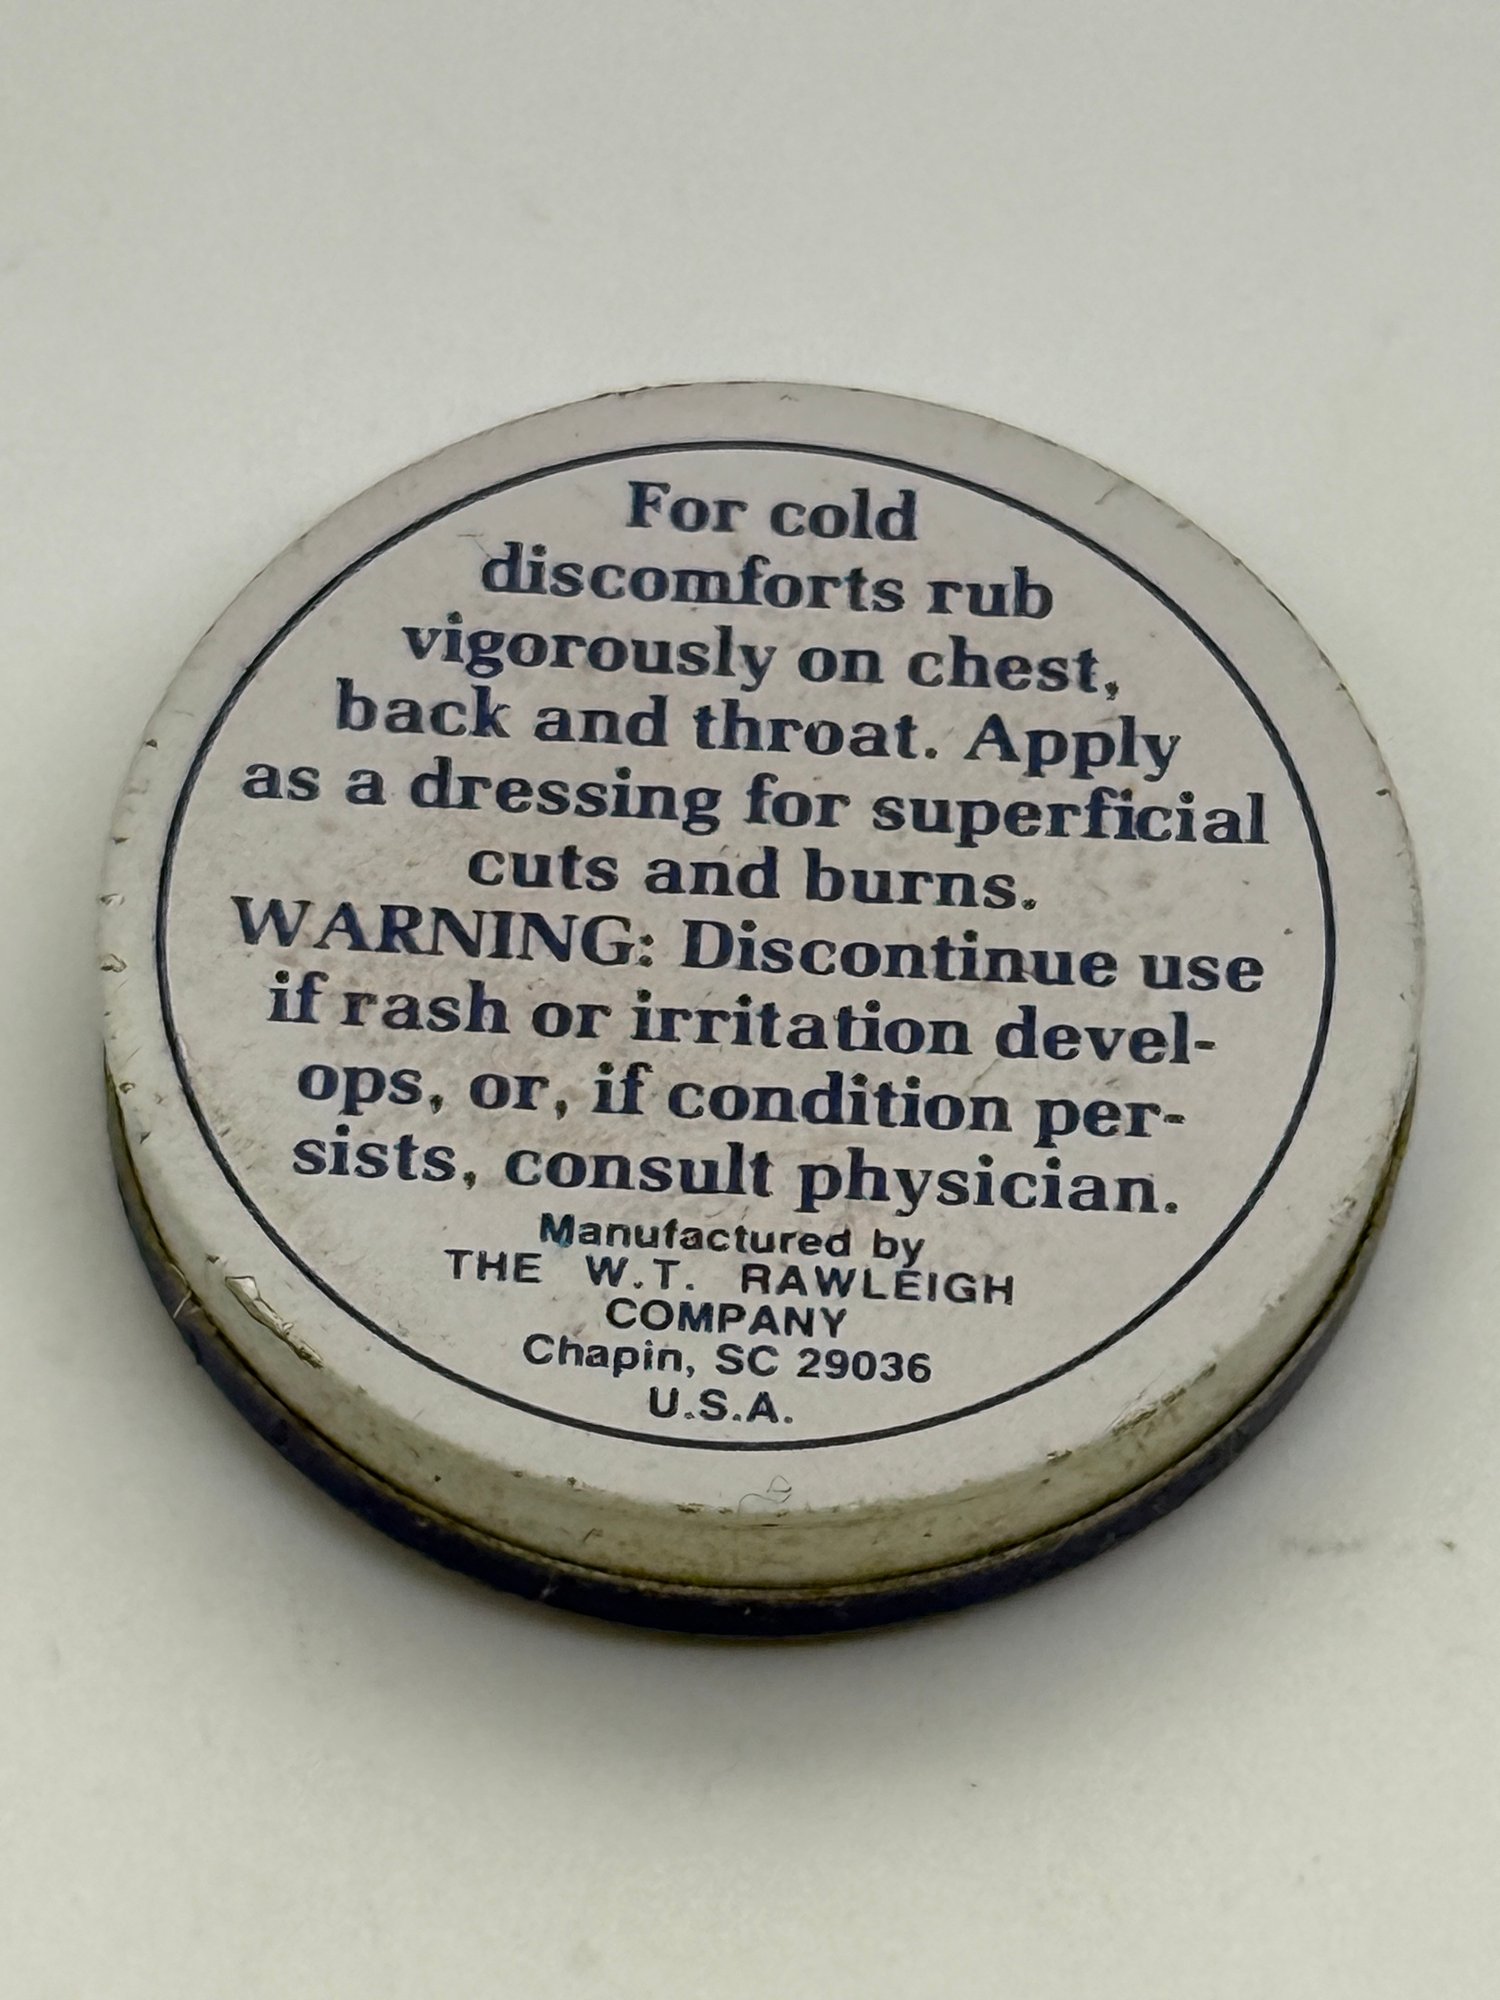 For cold
discomforts rub
vigorously on chest,
back and throat. Apply
as a dressing for superficial
cuts and burns.
WARNING: Discontinue use
if rash or irritation devel-
ops, or, if condition per-
sists, consult physician.
Manufactured by
THE W.T. RAWLEIGH
COMPANY
Chapin, SC 29036
U.S.A.